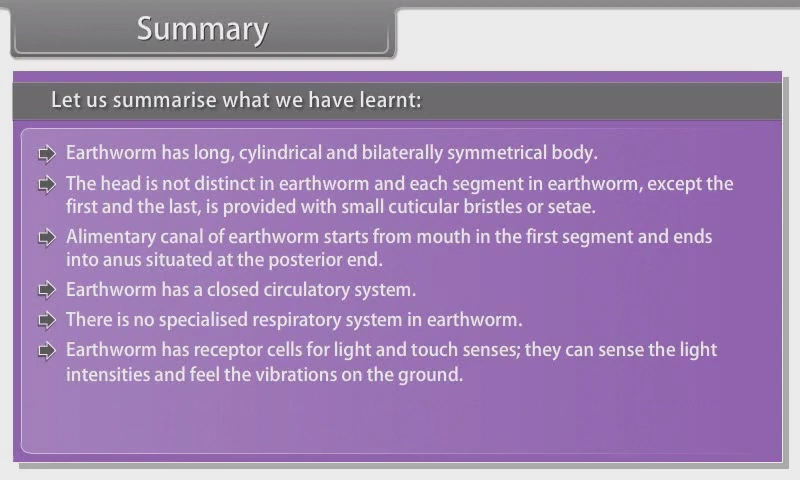 Summary
Let us summarise what we have learnt:
Earthworm has long, cylindrical and bilaterally symmetrical body.
The head is not distinct in earthworm and each segment in earthworm, except the
first and the last, is provided with small cuticular bristles or setae.
Alimentary canal of earthworm starts from mouth in the first segment and ends
into anus situated at the posterior end.
Earthworm has a closed circulatory system.
There is no specialised respiratory system in earthworm.
Earthworm has receptor cells for light and touch senses; they can sense the light
intensities and feel the vibrations on the ground.